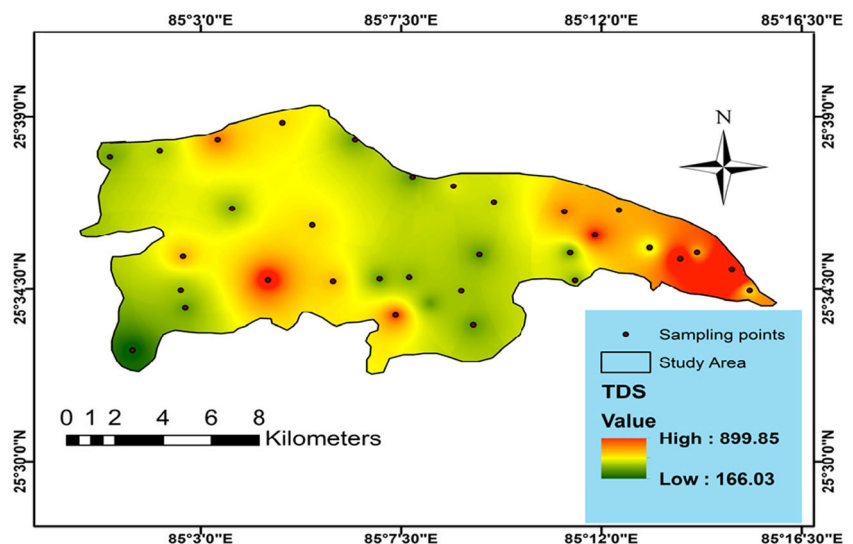 85°3'0"E 85°7'30"E 85°12'0"E 85°16'30"E
25°39'0"N 25°39'0"N
N
25°34'30"N 25°34'30"N
Sampling points
Study Area
TDS
Value
High : 899.85
Low : 166.03
0 1 2 4 6 8
Kilometers
25°30'0"N 25°30'0"N
85°3'0"E 85°7'30"E 85°12'0"E 85°16'30"E